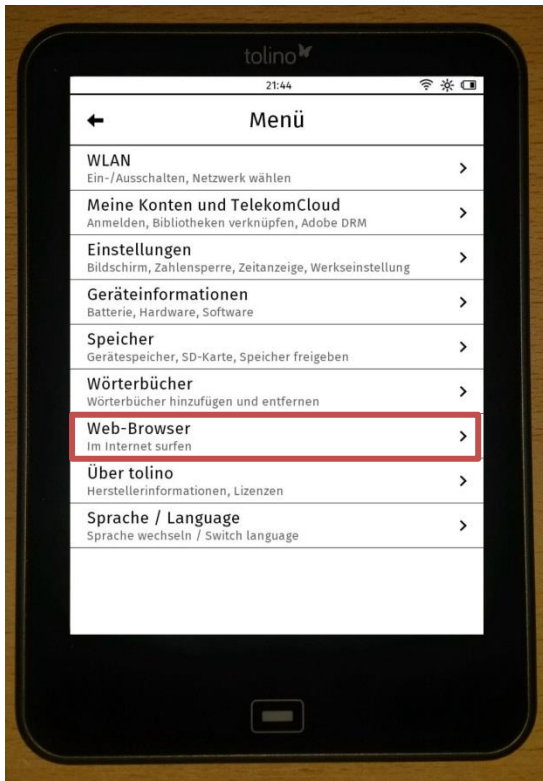 tolino
21:44
Menü
WLAN
Ein-/Ausschalten, Netzwerk wählen
Meine Konten und TelekomCloud
Anmelden, Bibliotheken verknüpfen, Adobe DRM
Einstellungen
Bildschirm, Zahlensperre, Zeitanzeige, Werkseinstellung
Geräteinformationen
Batterie, Hardware, Software
Speicher
Gerätespeicher, SD-Karte, Speicher freigeben
Wörterbücher
Wörterbücher hinzufügen und entfernen
Web-Browser
Im Internet surfen
Über tolino
Herstellerinformationen, Lizenzen
Sprache / Language
Sprache wechseln / Switch language